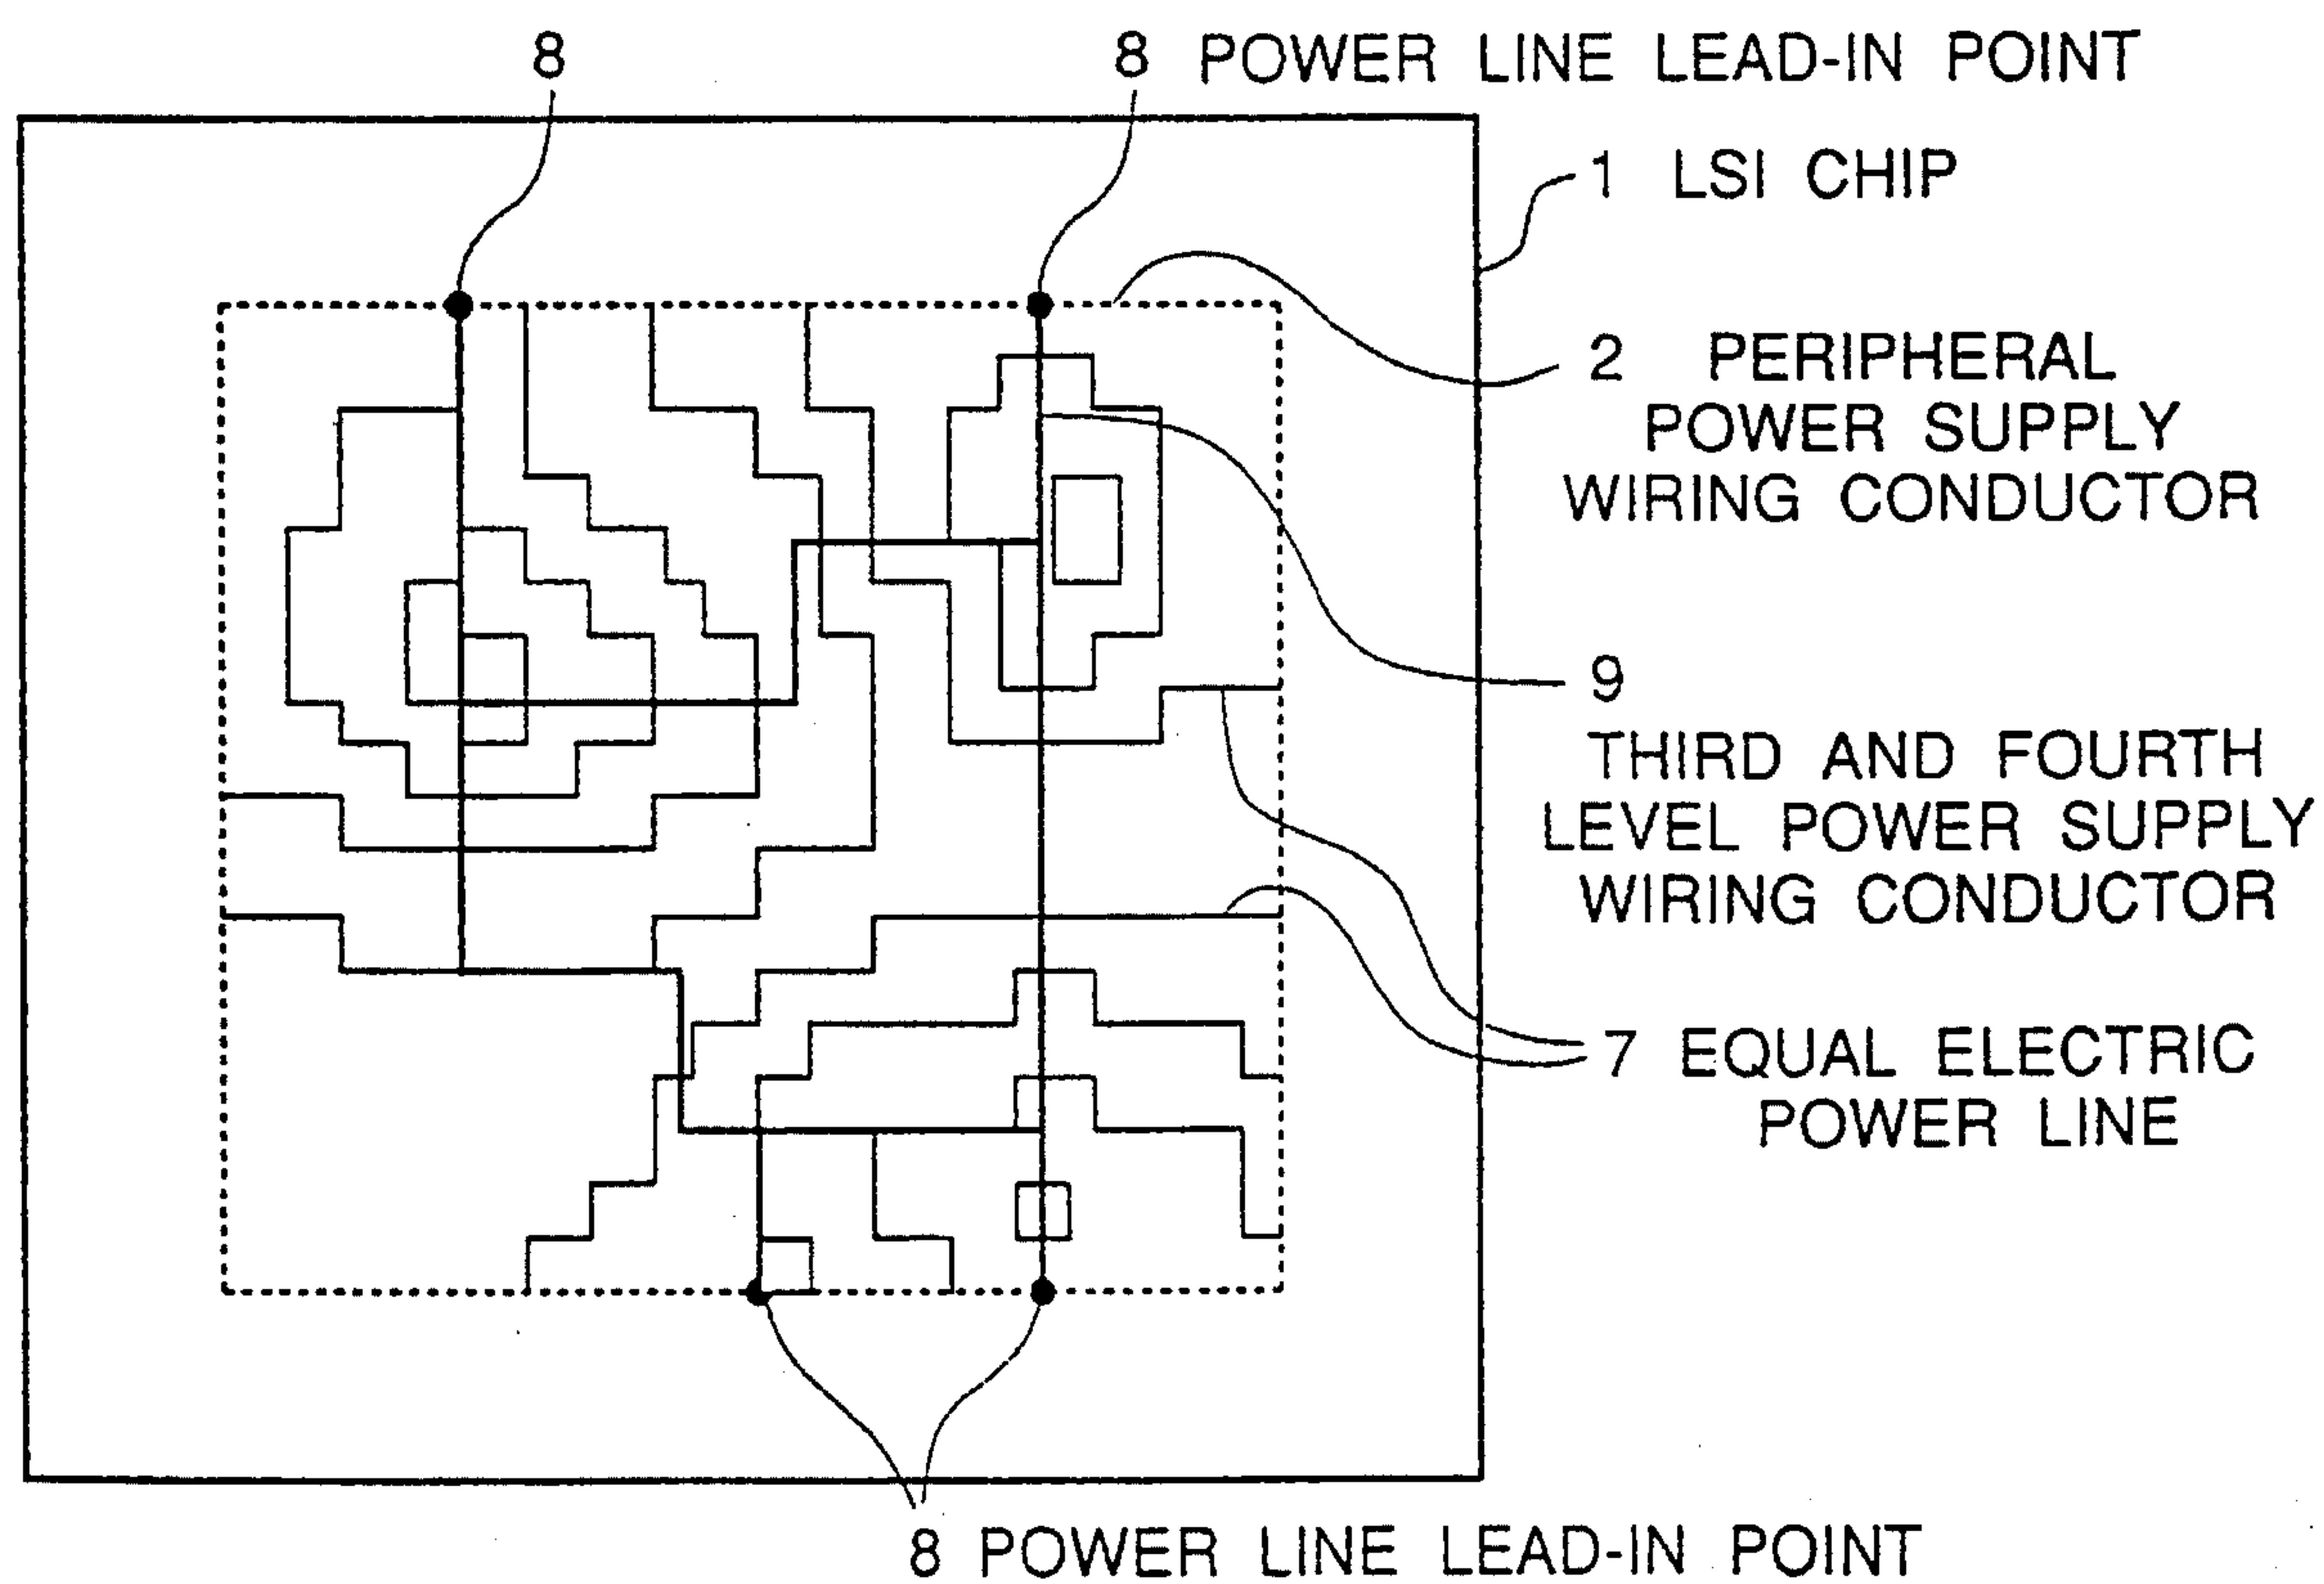 8
8 POWER LINE LEAD-IN POINT
1 LSI CHIP
2 PERIPHERAL
POWER SUPPLY
WIRING CONDUCTOR
9
THIRD AND FOURTH
LEVEL POWER SUPPLY
WIRING CONDUCTOR
7 EQUAL ELECTRIC
POWER LINE
8 POWER LINE LEAD-IN POINT